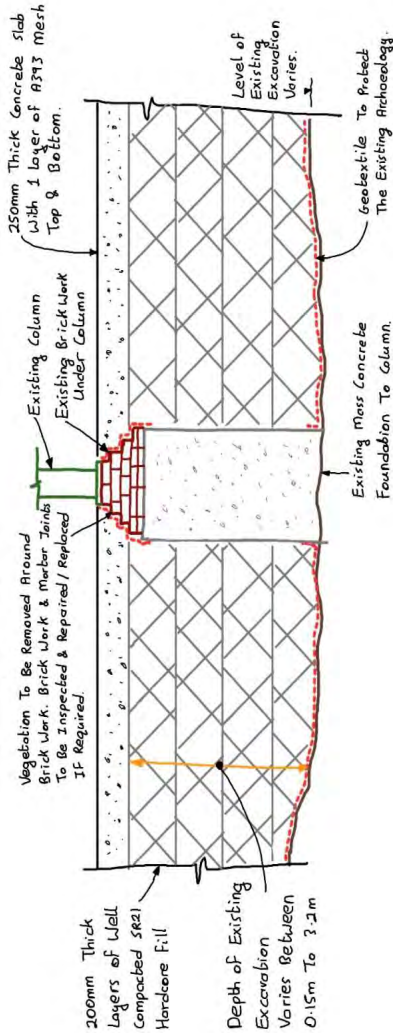 250mm Thick Concrete Slab
With 1 Layer of A393 Mesh
Top & Bottom.
Existing Column
Existing Brick Work
Under Column
Vegetation To Be Removed Around
Brick Work. Brick Work & Mortar Joints
To Be Inspected & Repaired / Replaced
If Required.
200mm Thick
Layers of Well
Compacted SR21
Hardcore Fill
Level of
Existing
Excavation
Varies.
Depth of Existing
Excavation
Varies Between
0.15m To 3.2m
Existing Mass Concrete
Foundation To Column.
Geotextile To Protect
The Existing Archaeology.